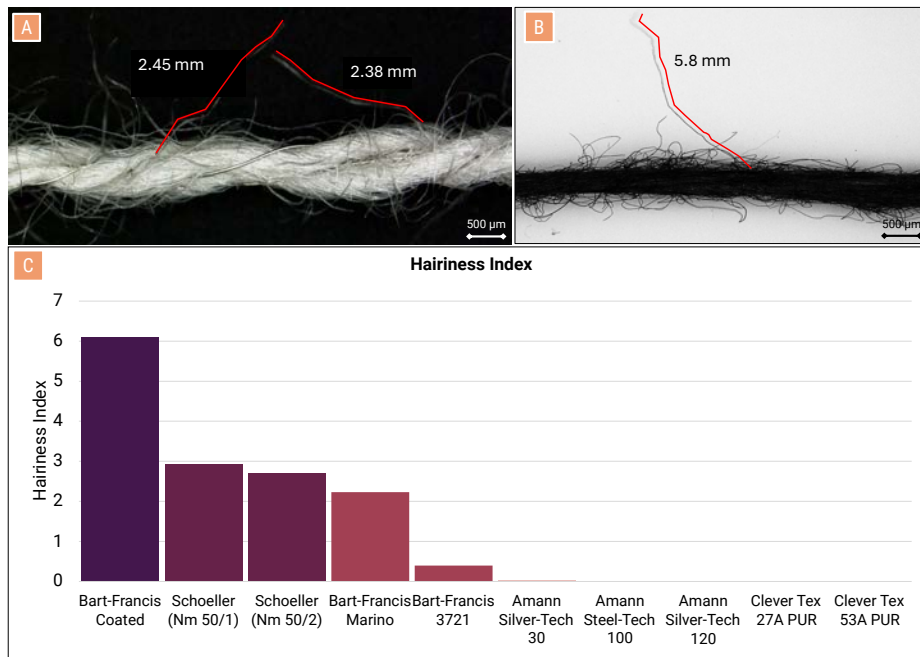 A
2.45 mm
2.38 mm
500 µm
B
5.8 mm
500 µm
C
Hairiness Index
Hairiness Index
7
6
5
4
3
2
1
0
Bart-Francis
Coated
Schoeller
(Nm 50/1)
Schoeller
(Nm 50/2)
Bart-Francis
Marino
Bart-Francis
3721
Amann
Silver-Tech
30
Amann
Steel-Tech
100
Amann
Silver-Tech
120
Clever Tex
27A PUR
Clever Tex
53A PUR